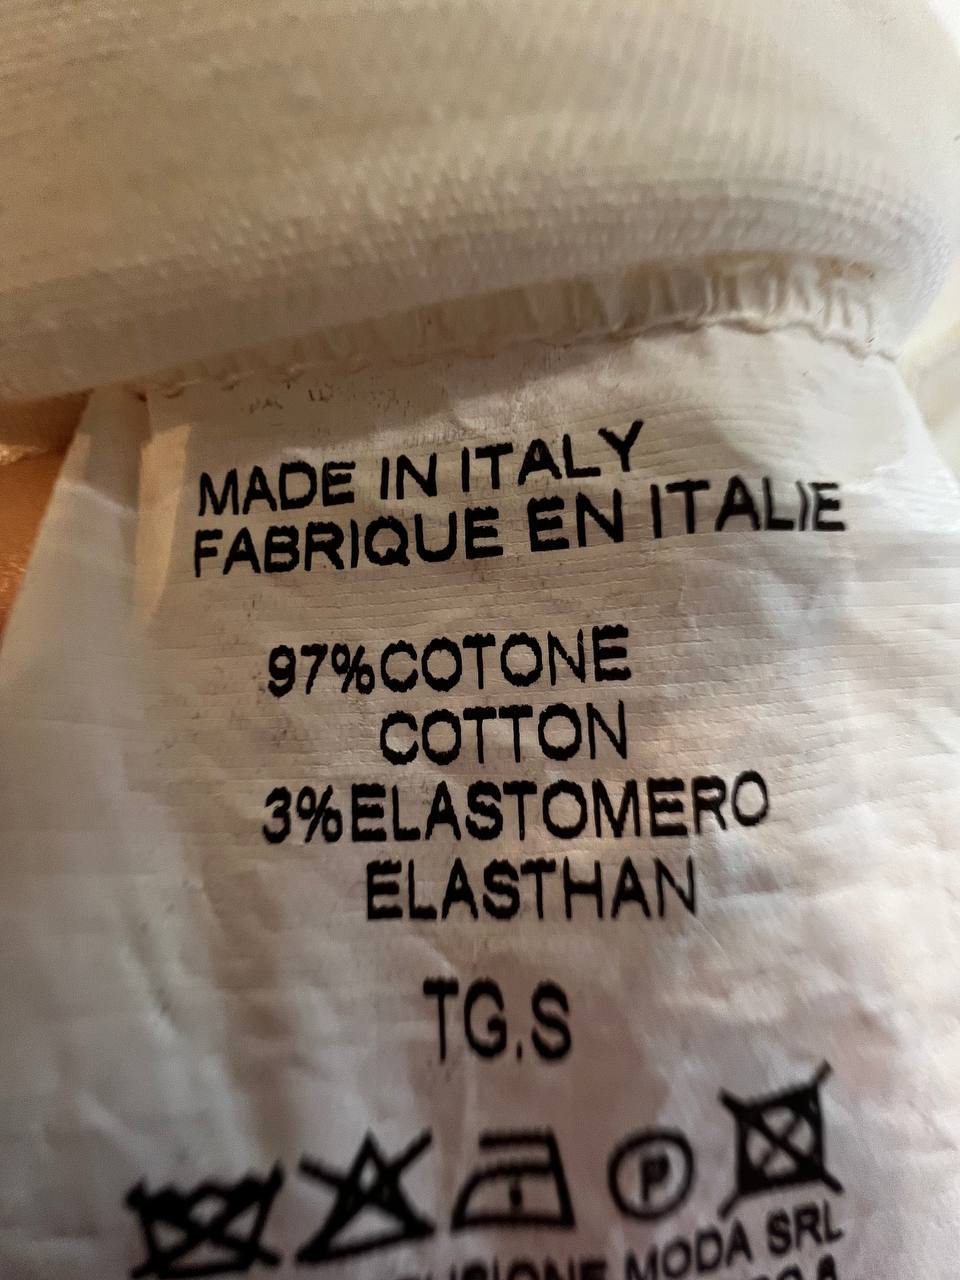 MADE IN ITALY
FABRIQUE EN ITALIE
97%COTONE
COTTON
3%ELASTOMERO
ELASTHAN
TG.S
P
MODA SRL